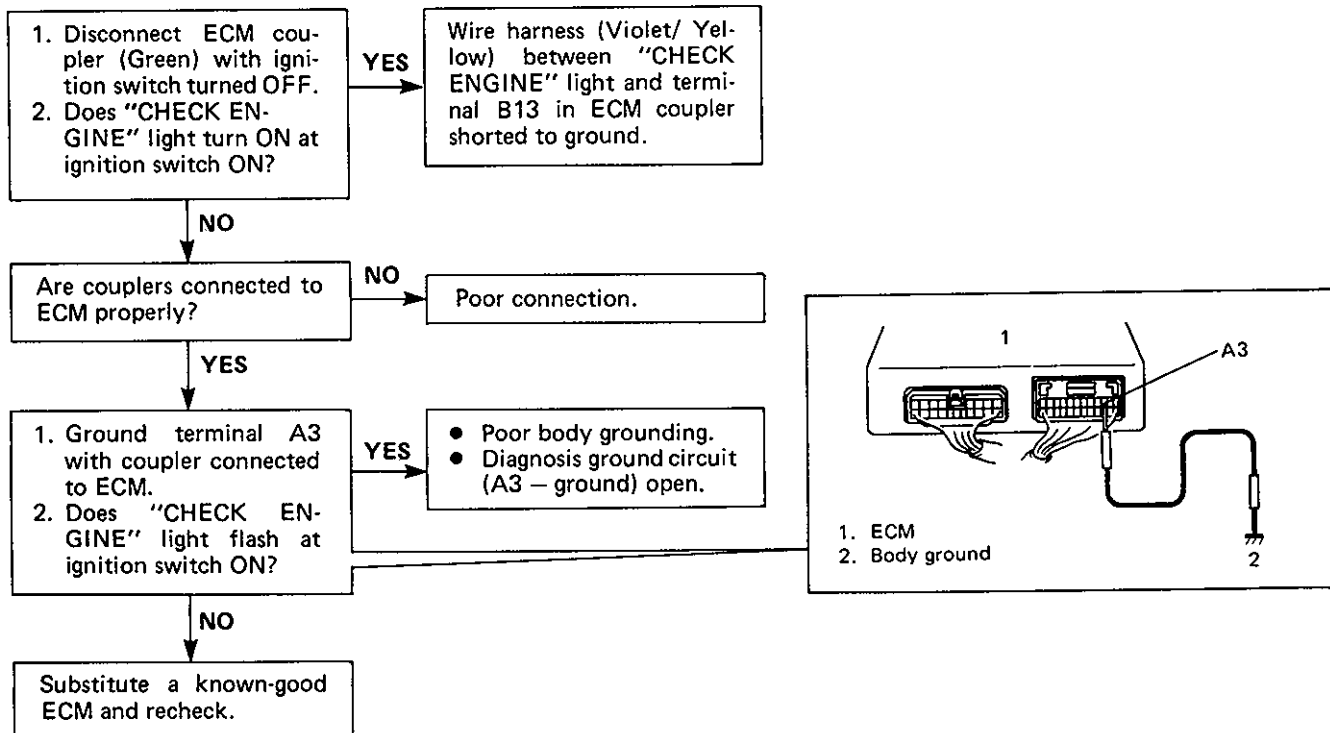 1. Disconnect ECM cou-
pler (Green) with igni-
tion switch turned OFF.
2. Does "CHECK EN-
GINE" light turn ON at
ignition switch ON?
YES
Wire harness (Violet/ Yel-
low) between "CHECK
ENGINE" light and termi-
nal B13 in ECM coupler
shorted to ground.
NO
Are couplers connected to
ECM properly?
NO
Poor connection.
YES
1. Ground terminal A3
with coupler connected
to ECM.
2. Does "CHECK EN-
GINE" light flash at
ignition switch ON?
YES
● Poor body grounding.
● Diagnosis ground circuit
(A3 – ground) open.
1
A3
1. ECM
2. Body ground
2
NO
Substitute a known-good
ECM and recheck.